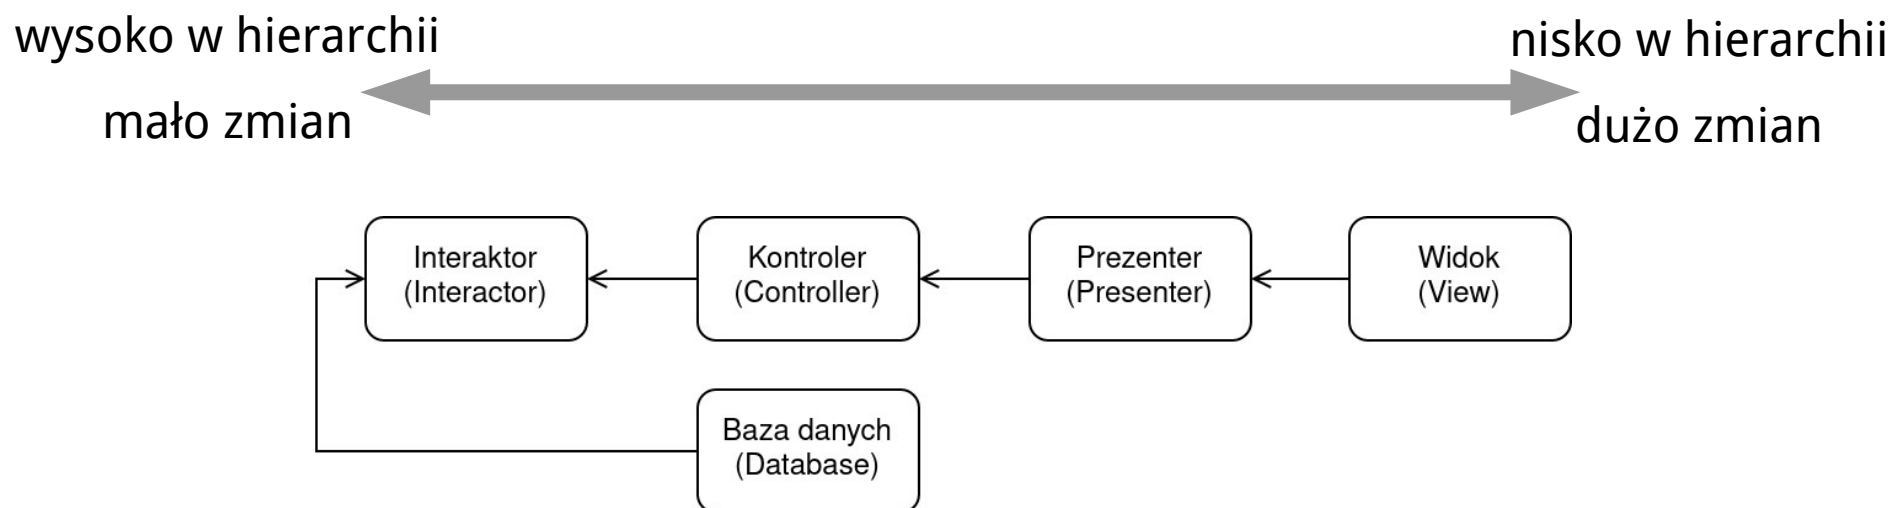 wysoko w hierarchii
nisko w hierarchii
mało zmian
dużo zmian
Interaktor
(Interactor)
Kontroler
(Controller)
Prezenter
(Presenter)
Widok
(View)
Baza danych
(Database)